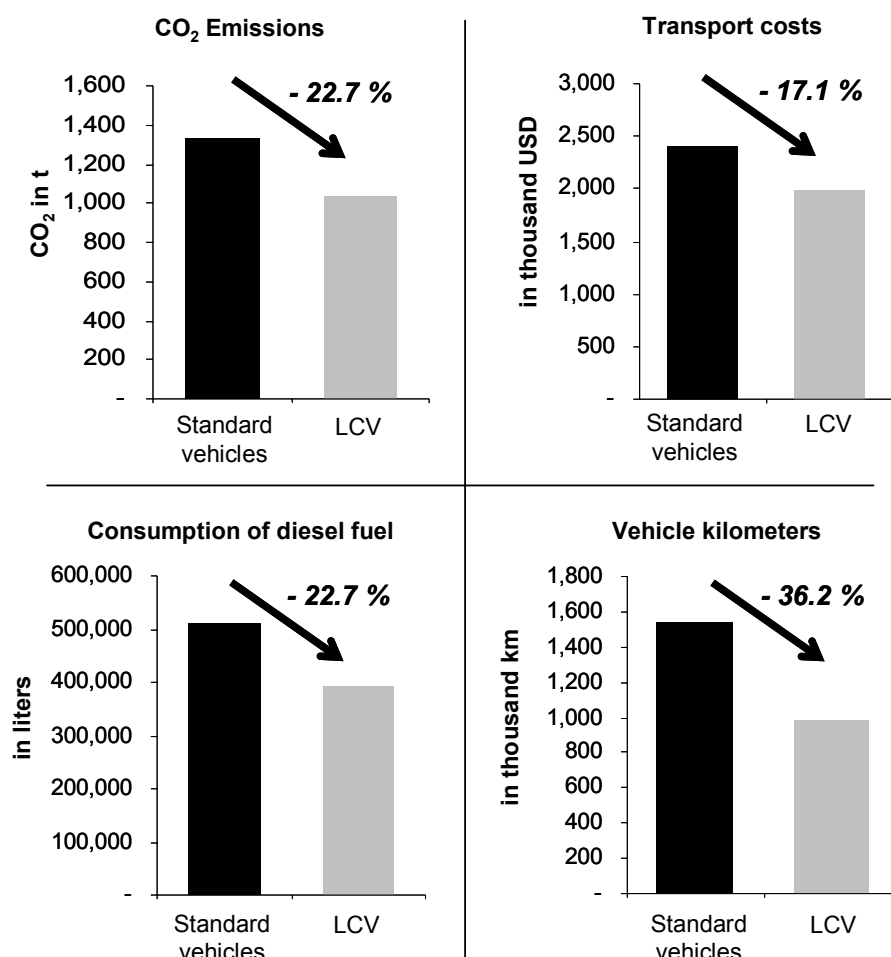 CO₂ Emissions
CO₂ in t
1,600
1,400
1,200
1,000
800
600
400
200
-
- 22.7 %
Standard
vehicles
LCV
Transport costs
in thousand USD
3,000
2,500
2,000
1,500
1,000
500
-
- 17.1 %
Standard
vehicles
LCV
Consumption of diesel fuel
in liters
600,000
500,000
400,000
300,000
200,000
100,000
-
- 22.7 %
Standard
vehicles
LCV
Vehicle kilometers
in thousand km
1,800
1,600
1,400
1,200
1,000
800
600
400
200
-
- 36.2 %
Standard
vehicles
LCV